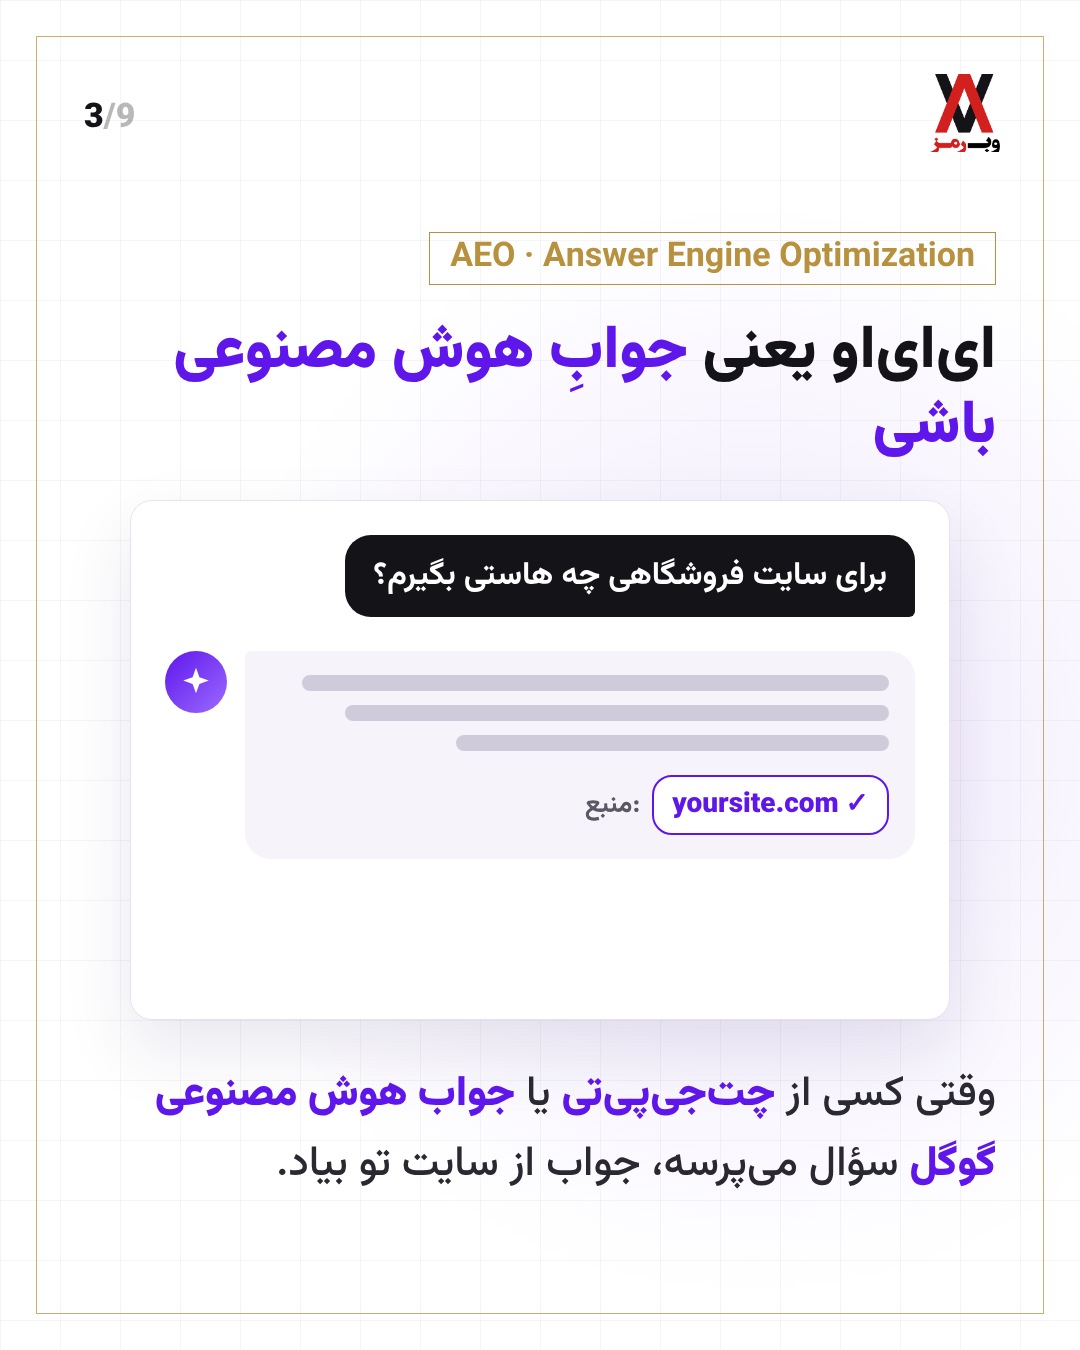 3/9
وب‌رمز
AEO · Answer Engine Optimization
ای‌ای‌او یعنی جوابِ هوش مصنوعی
باشی
برای سایت فروشگاهی چه هاستی بگیرم؟
yoursite.com ✓
منبع:
وقتی کسی از چت‌جی‌پی‌تی یا جواب هوش مصنوعی
گوگل سؤال می‌پرسه، جواب از سایت تو بیاد.